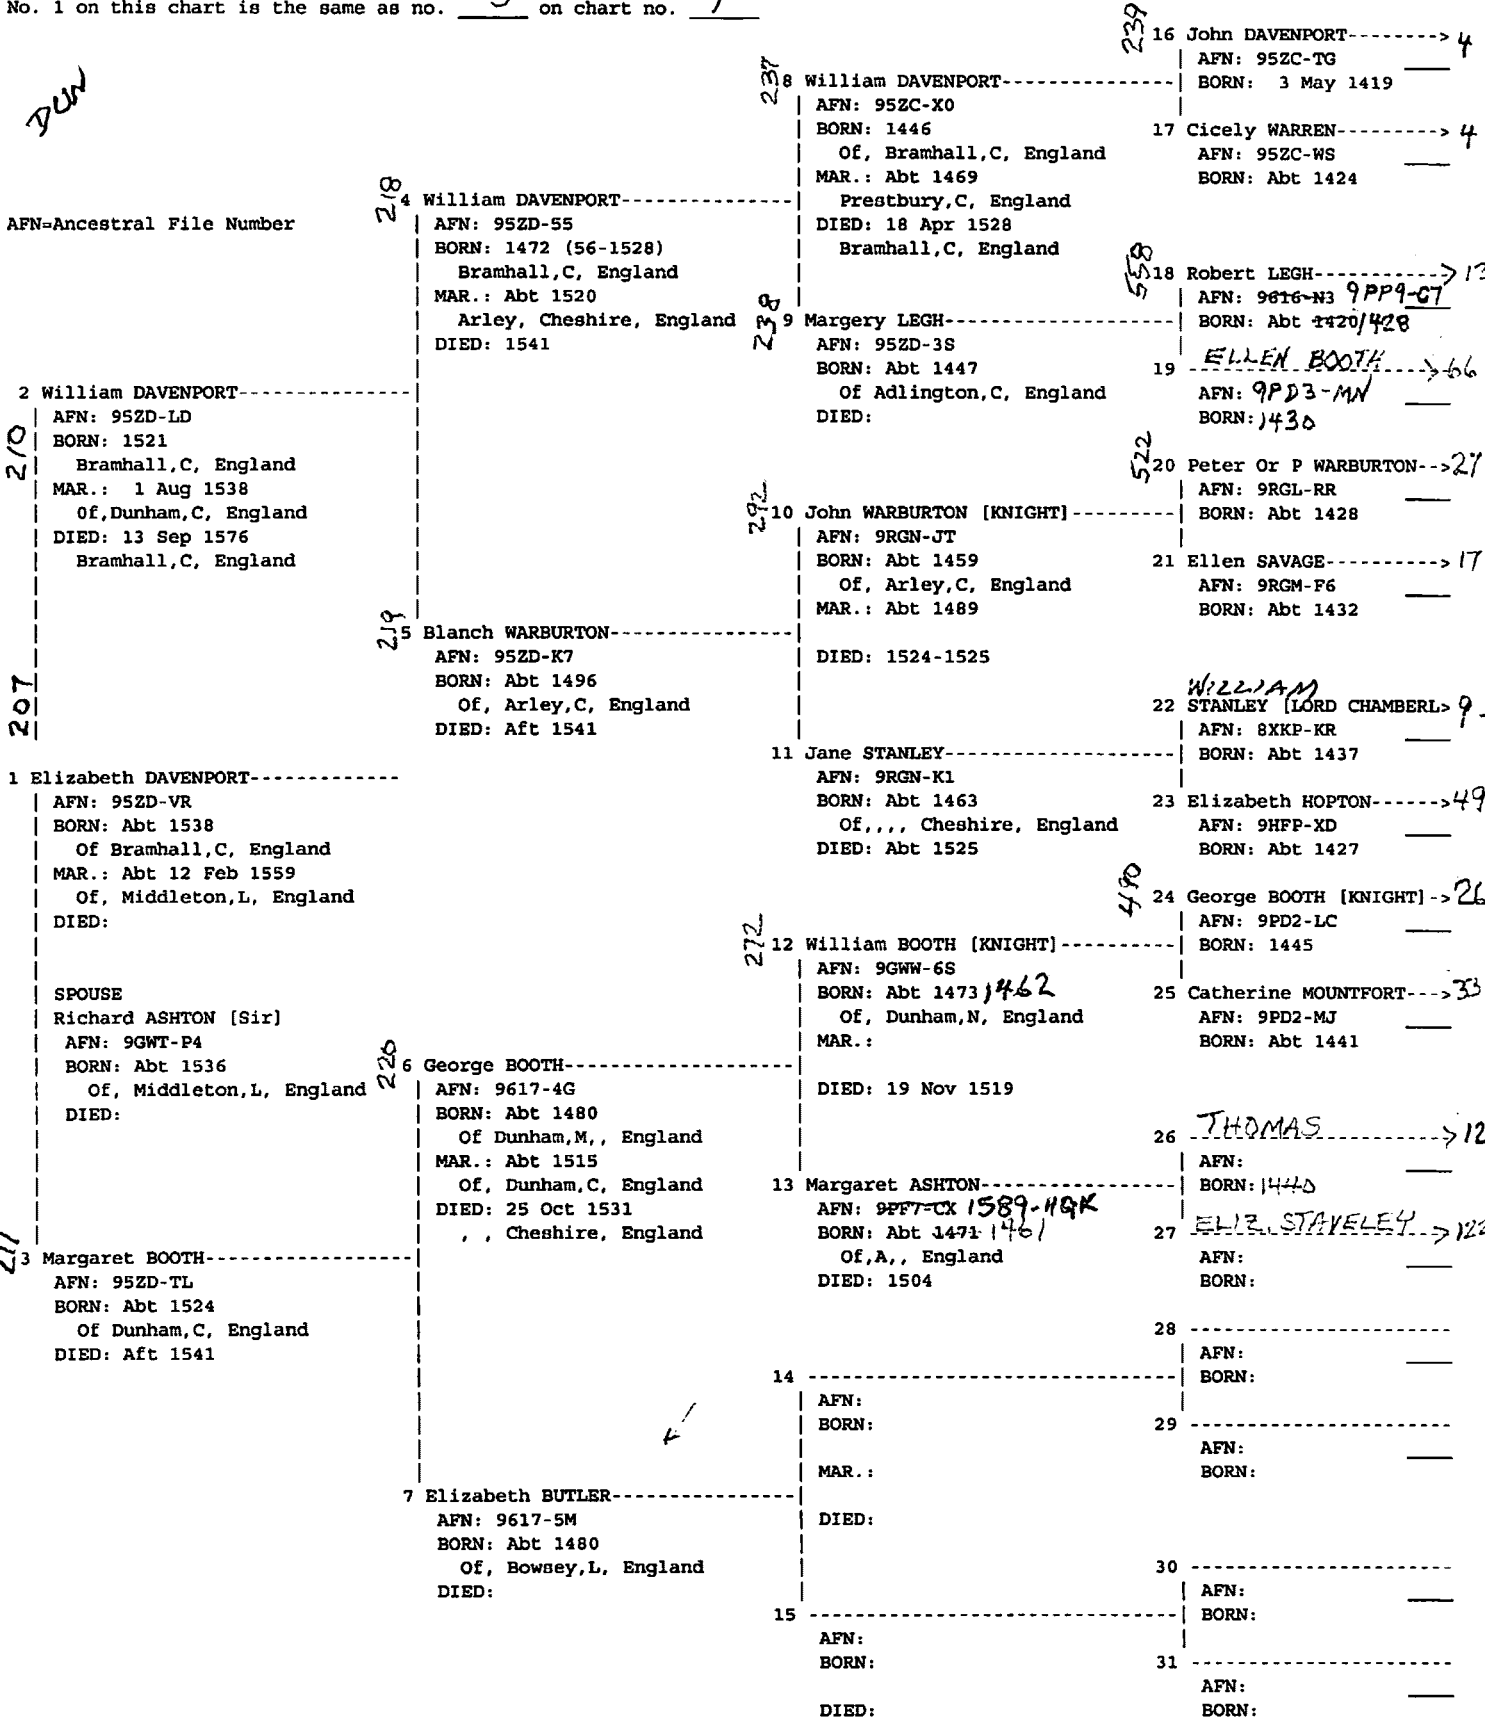 No. 1 on this chart is the same as no. on chart no.
DUW
AFN=Ancestral File Number
210
2 William DAVENPORT
AFN: 95ZD-LD
BORN: 1521
Bramhall,C, England
MAR.: 1 Aug 1538
Of,Dunham,C, England
DIED: 13 Sep 1576
Bramhall,C, England
207
1 Elizabeth DAVENPORT
AFN: 95ZD-VR
BORN: Abt 1538
Of Bramhall,C, England
MAR.: Abt 12 Feb 1559
Of, Middleton,L, England
DIED:
SPOUSE
Richard ASHTON [Sir]
AFN: 9GWT-P4
BORN: Abt 1536
Of, Middleton,L, England
DIED:
211
3 Margaret BOOTH
AFN: 95ZD-TL
BORN: Abt 1524
Of Dunham,C, England
DIED: Aft 1541
218
4 William DAVENPORT
AFN: 95ZD-55
BORN: 1472 (56-1528)
Bramhall,C, England
MAR.: Abt 1520
Arley, Cheshire, England
DIED: 1541
219
5 Blanch WARBURTON
AFN: 95ZD-K7
BORN: Abt 1496
Of, Arley,C, England
DIED: Aft 1541
220
6 George BOOTH
AFN: 9617-4G
BORN: Abt 1480
Of Dunham,M,, England
MAR.: Abt 1515
Of, Dunham,C, England
DIED: 25 Oct 1531
, , Cheshire, England
7 Elizabeth BUTLER
AFN: 9617-5M
BORN: Abt 1480
Of, Bowsey,L, England
DIED:
237
8 William DAVENPORT
AFN: 95ZC-X0
BORN: 1446
Of, Bramhall,C, England
MAR.: Abt 1469
Prestbury,C, England
DIED: 18 Apr 1528
Bramhall,C, England
238
9 Margery LEGH
AFN: 95ZD-3S
BORN: Abt 1447
Of Adlington,C, England
DIED:
292
10 John WARBURTON [KNIGHT]
AFN: 9RGN-JT
BORN: Abt 1459
Of, Arley,C, England
MAR.: Abt 1489
DIED: 1524-1525
11 Jane STANLEY
AFN: 9RGN-K1
BORN: Abt 1463
Of,,,, Cheshire, England
DIED: Abt 1525
272
12 William BOOTH [KNIGHT]
AFN: 9GWW-6S
BORN: Abt 1473 1462
Of, Dunham,N, England
MAR.:
DIED: 19 Nov 1519
13 Margaret ASHTON
AFN: 9PF7-CX 1589-HGK
BORN: Abt 1471 1461
Of,A,, England
DIED: 1504
14
AFN:
BORN:
MAR.:
DIED:
15
AFN:
BORN:
DIED:
239
16 John DAVENPORT--------> 4
AFN: 95ZC-TG
BORN: 3 May 1419
17 Cicely WARREN---------> 4
AFN: 95ZC-WS
BORN: Abt 1424
558
18 Robert LEGH----------> 13
AFN: 9616-N3 9PP9-G7
BORN: Abt 1420 1428
19 ELLEN BOOTH > 66
AFN: 9PD3-MN
BORN: 1430
522
20 Peter Or P WARBURTON--> 27
AFN: 9RGL-RR
BORN: Abt 1428
21 Ellen SAVAGE----------> 17
AFN: 9RGM-F6
BORN: Abt 1432
WILLIAM
22 STANLEY [LORD CHAMBERL> 9
AFN: 8XKP-KR
BORN: Abt 1437
23 Elizabeth HOPTON------> 49
AFN: 9HFP-XD
BORN: Abt 1427
490
24 George BOOTH [KNIGHT]-> 26
AFN: 9PD2-LC
BORN: 1445
25 Catherine MOUNTFORT---> 33
AFN: 9PD2-MJ
BORN: Abt 1441
26 THOMAS > 12
AFN:
BORN: 1440
27 ELIZ. STAVELEY > 122
AFN:
BORN:
28
AFN:
BORN:
29
AFN:
BORN:
30
AFN:
BORN:
31
AFN:
BORN: